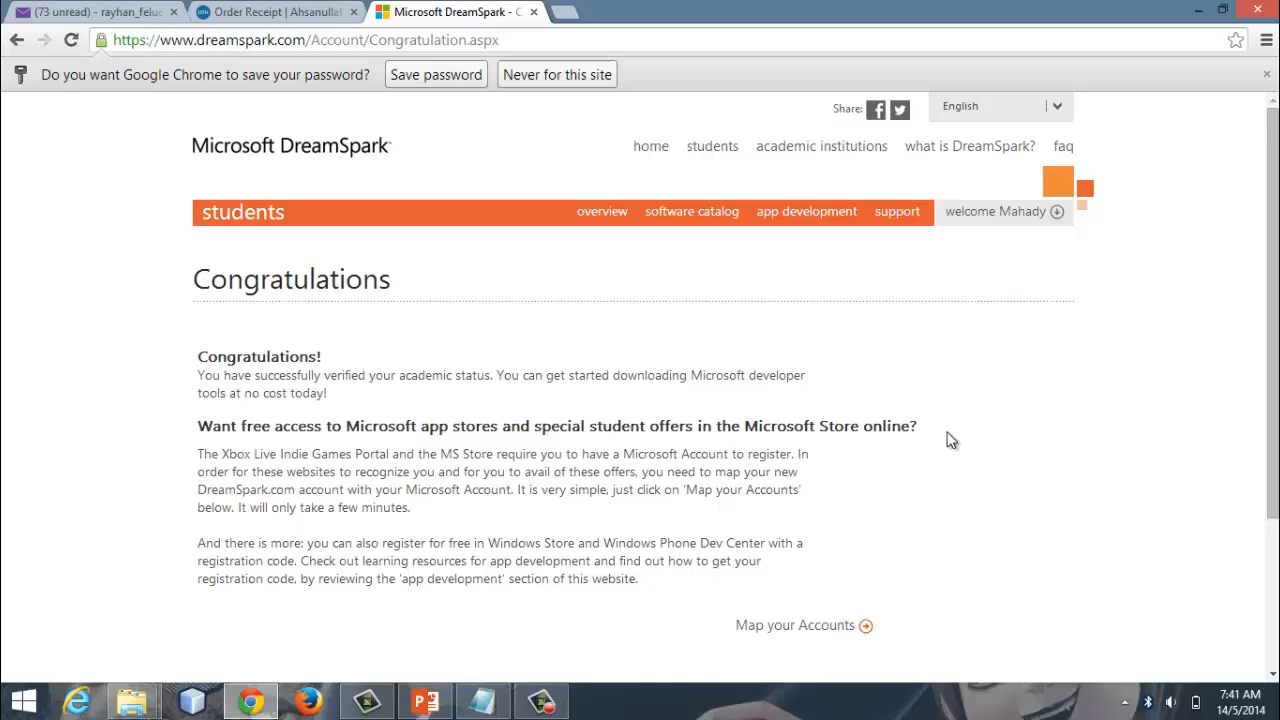 (73 unread) - rayhan_feluc
Order Receipt | Ahsanullal
Microsoft DreamSpark - C
https://www.dreamspark.com/Account/Congratulation.aspx
Do you want Google Chrome to save your password? Save password Never for this site
Share: English
Microsoft DreamSpark
home students academic institutions what is DreamSpark? faq
students overview software catalog app development support welcome Mahady
Congratulations
Congratulations!
You have successfully verified your academic status. You can get started downloading Microsoft developer
tools at no cost today!
Want free access to Microsoft app stores and special student offers in the Microsoft Store online?
The Xbox Live Indie Games Portal and the MS Store require you to have a Microsoft Account to register. In
order for these websites to recognize you and for you to avail of these offers, you need to map your new
DreamSpark.com account with your Microsoft Account. It is very simple, just click on 'Map your Accounts'
below. It will only take a few minutes.
And there is more: you can also register for free in Windows Store and Windows Phone Dev Center with a
registration code. Check out learning resources for app development and find out how to get your
registration code, by reviewing the 'app development' section of this website.
Map your Accounts
7:41 AM
14/5/2014